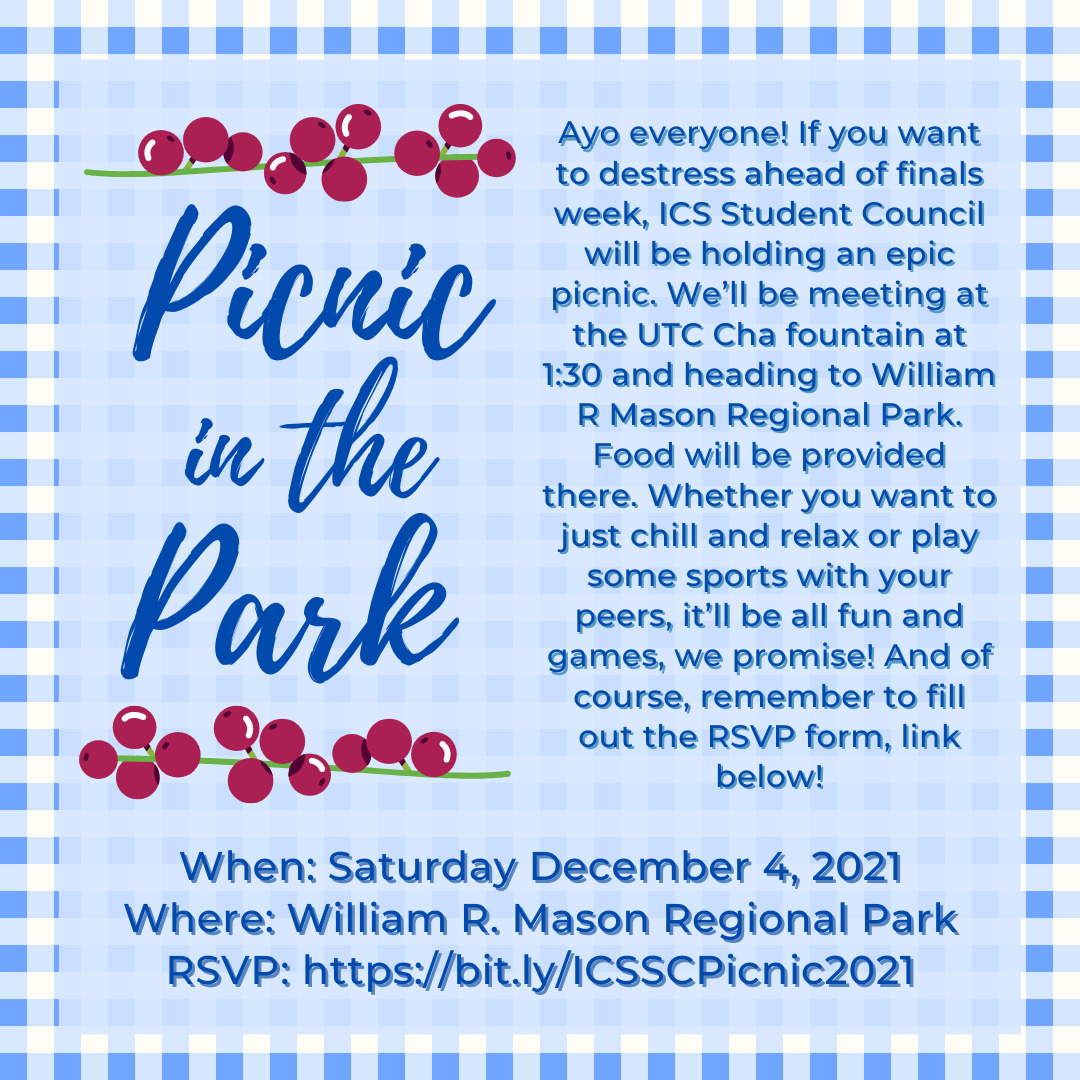 Picnic
in the
Park
Ayo everyone! If you want
to destress ahead of finals
week, ICS Student Council
will be holding an epic
picnic. We’ll be meeting at
the UTC Cha fountain at
1:30 and heading to William
R Mason Regional Park.
Food will be provided
there. Whether you want to
just chill and relax or play
some sports with your
peers, it’ll be all fun and
games, we promise! And of
course, remember to fill
out the RSVP form, link
below!
When: Saturday December 4, 2021
Where: William R. Mason Regional Park
RSVP: https://bit.ly/ICSSCPicnic2021